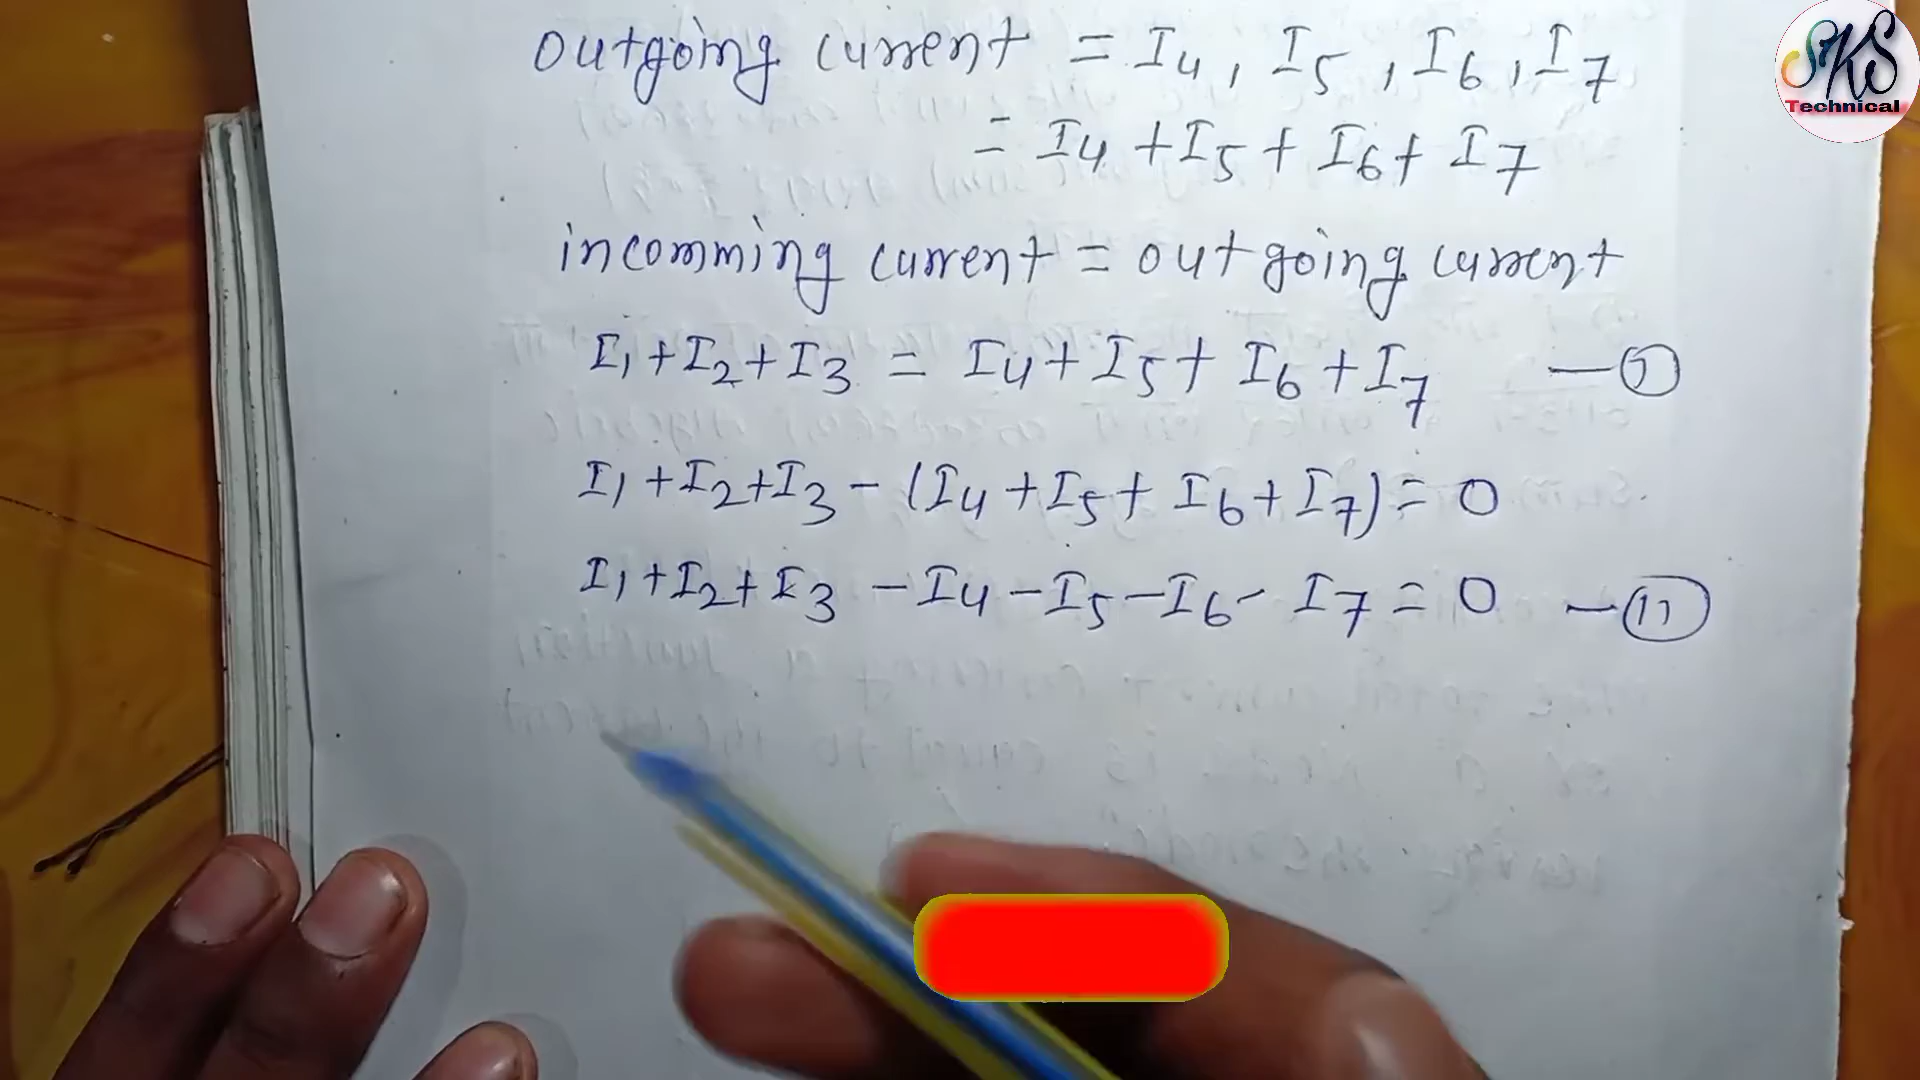 outgoing current = I4, I5, I6, I7
= I4 + I5 + I6 + I7
incomming current = outgoing current
I1 + I2 + I3 = I4 + I5 + I6 + I7 — (I)
I1 + I2 + I3 - (I4 + I5 + I6 + I7) = 0
I1 + I2 + I3 - I4 - I5 - I6 - I7 = 0 — (II)
SKS
Technical